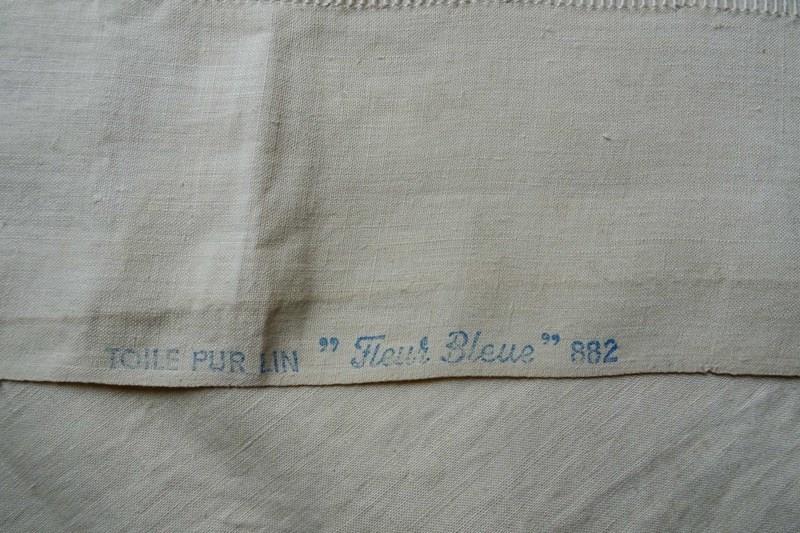 TOILE PUR LIN ” Fleur Bleue ” 882